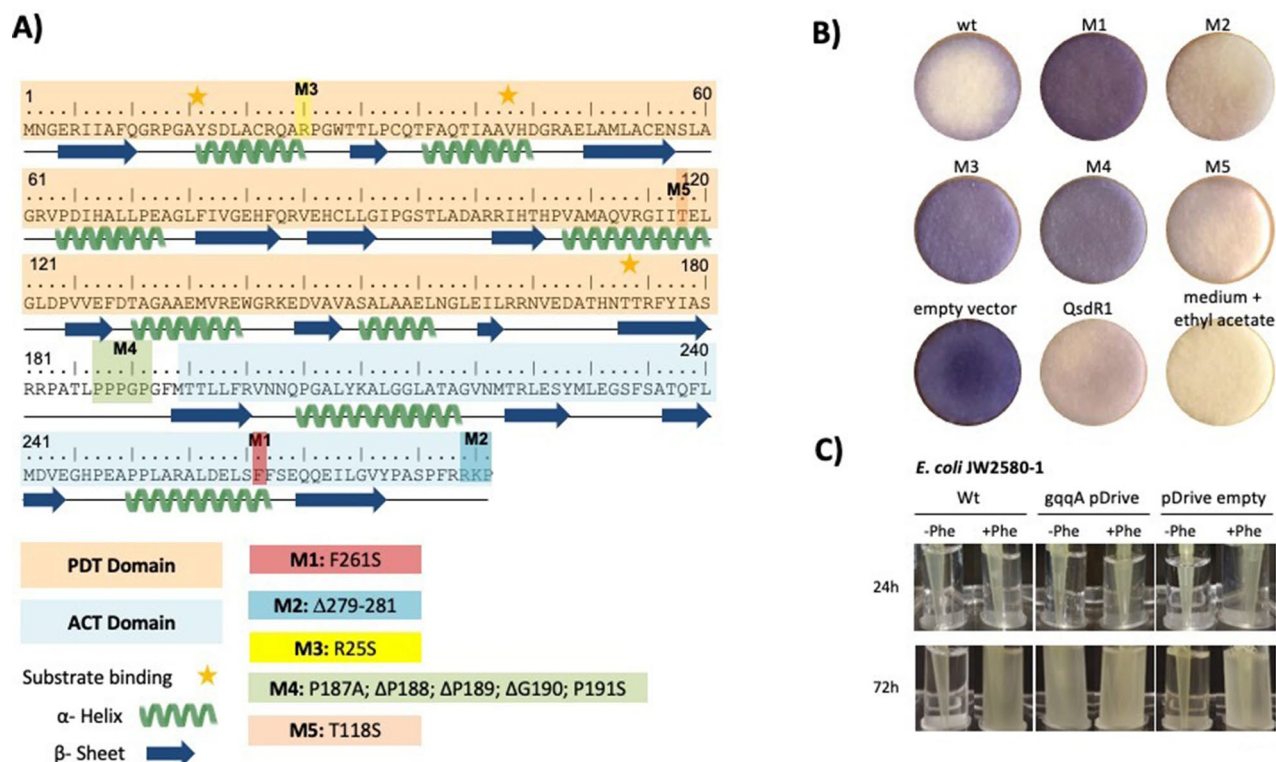 A)
M3
1 60
MNGERIIAFQGRPGAYSDLACRQARPGWTTLPCQTFAQTIAAVHDGRAELAMLACENSLA
61 M5 120
GRVPDIHALLPEAGLFIVGEHFQRVEHCLLGIPGSTLADARRIHTHPVAMAQVRGIITEL
121 180
GLDPVVEFDTAGAAEMVREWGRKEDVAVASALAAELNGLEILRRNVEDATHNTTRFYIAS
181 M4 240
RRPATLPPPGPGFMTTLLFRVNNQPGALYKALGGLATAGVNMTRLESYMLEGSFSATQFL
241 M1 M2
MDVEGHPEAPPLARALDELSFFSEQQEILGVYPASPFRRKP
PDT Domain
ACT Domain
Substrate binding
α- Helix
β- Sheet
M1: F261S
M2: Δ279-281
M3: R25S
M4: P187A; ΔP188; ΔP189; ΔG190; P191S
M5: T118S
B)
wt M1 M2
M3 M4 M5
empty vector QsdR1 medium +
ethyl acetate
C)
E. coli JW2580-1
Wt gqqA pDrive pDrive empty
-Phe +Phe -Phe +Phe -Phe +Phe
24h
72h